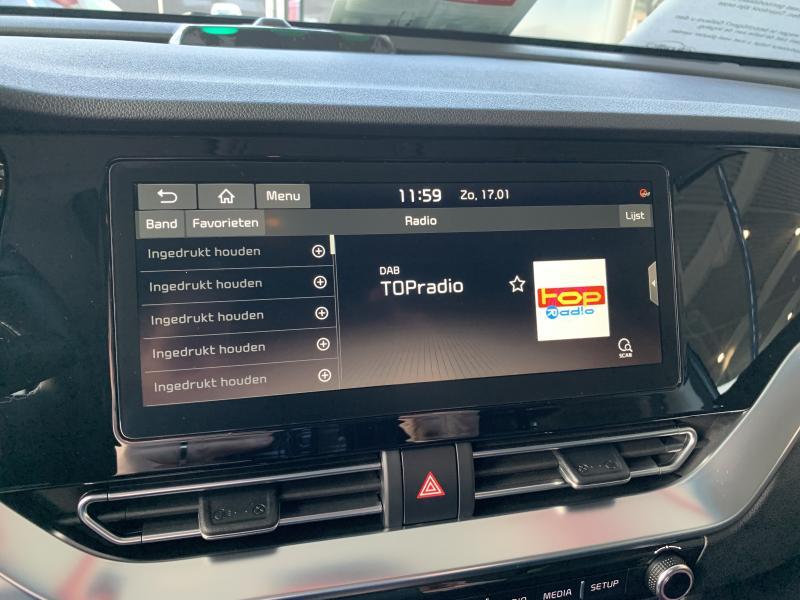 Menu
11:59
Zo, 17.01
Band
Favorieten
Radio
Lijst
Ingedrukt houden
Ingedrukt houden
Ingedrukt houden
Ingedrukt houden
Ingedrukt houden
DAB
TOPradio
top
Radio
SCAN
MEDIA
SETUP